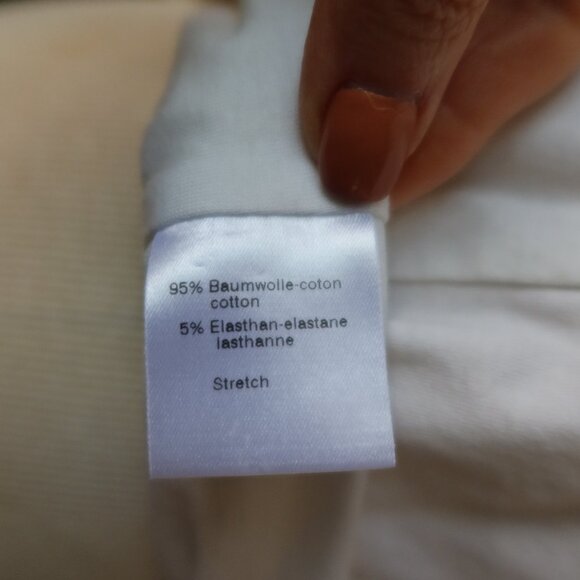 95% Baumwolle-coton
cotton
5% Elasthan-elastane
lasthanne
Stretch